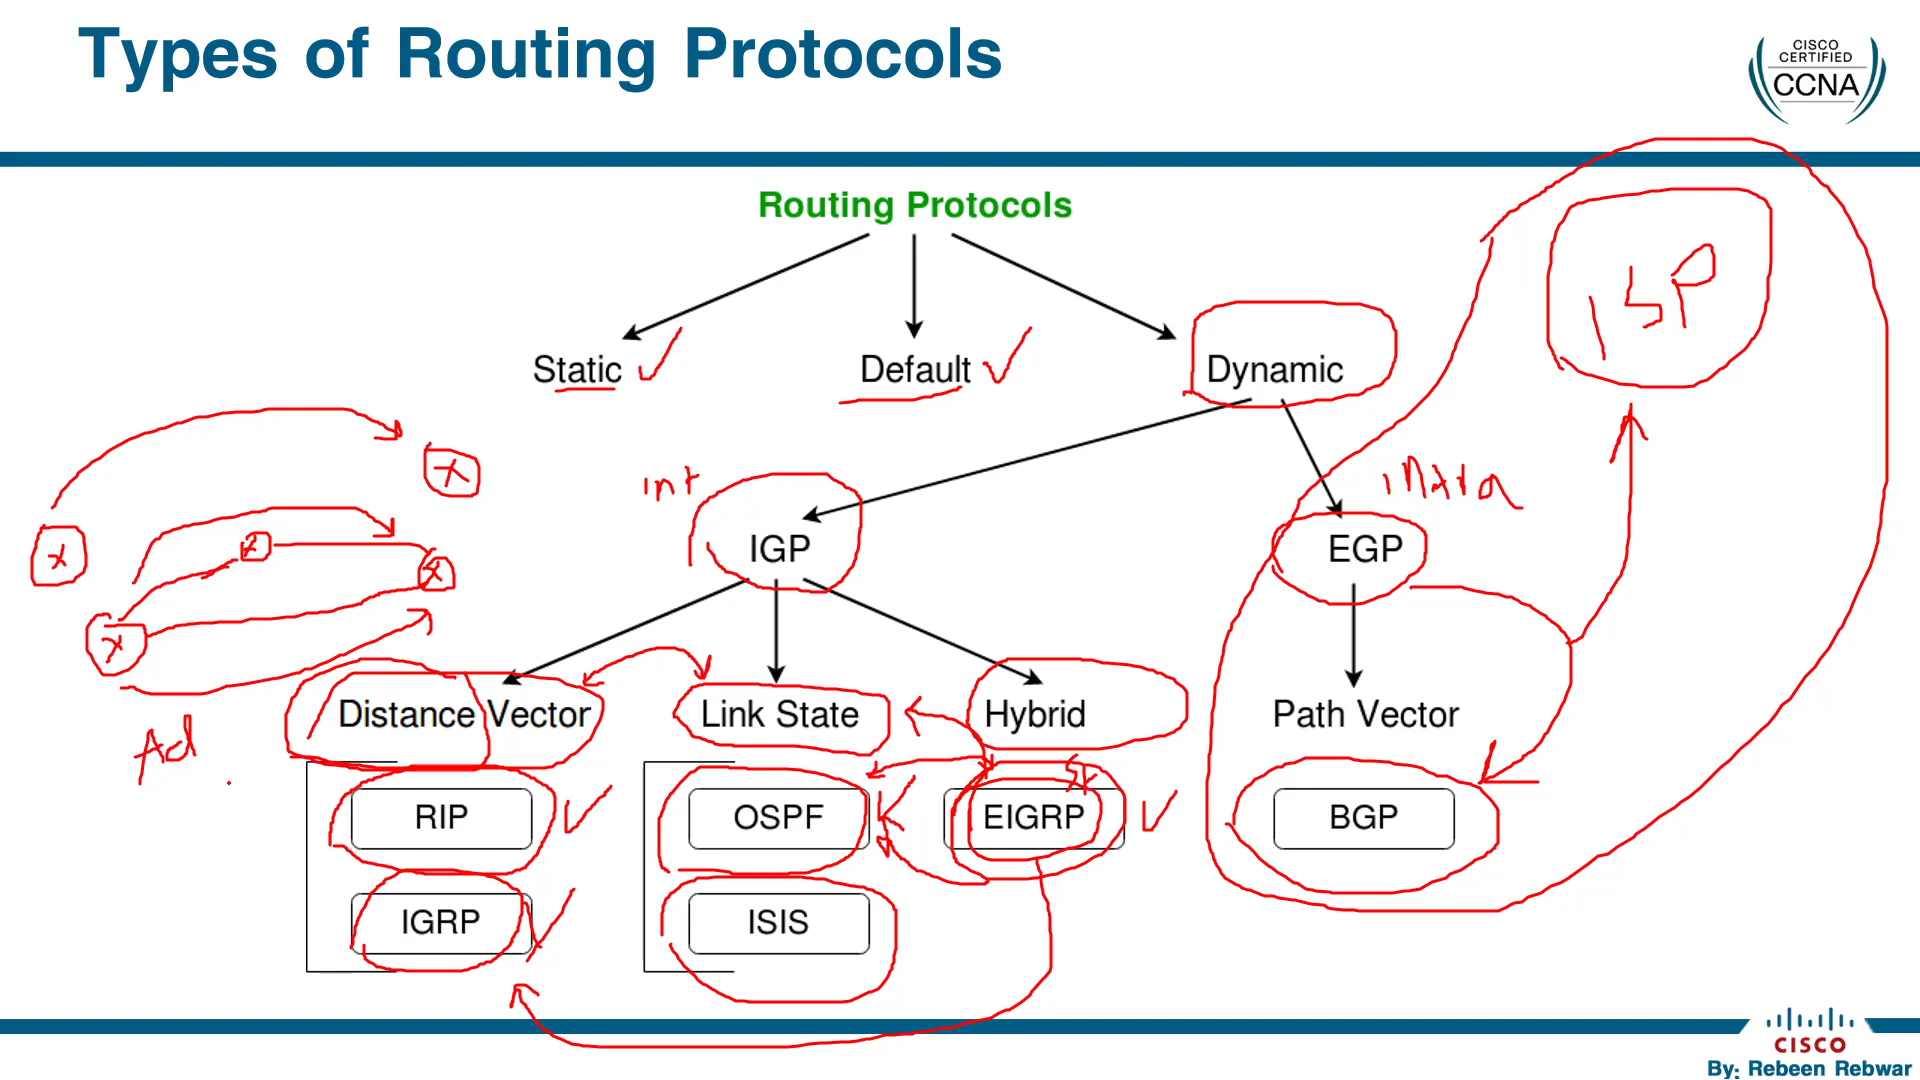 Types of Routing Protocols
CISCO
CERTIFIED
CCNA
Routing Protocols
ISP
Static
Default
Dynamic
x
int
intra
x
x
x
IGP
EGP
x
Distance Vector
Link State
Hybrid
Path Vector
Ad
RIP
OSPF
EIGRP
BGP
IGRP
ISIS
CISCO
By: Rebeen Rebwar